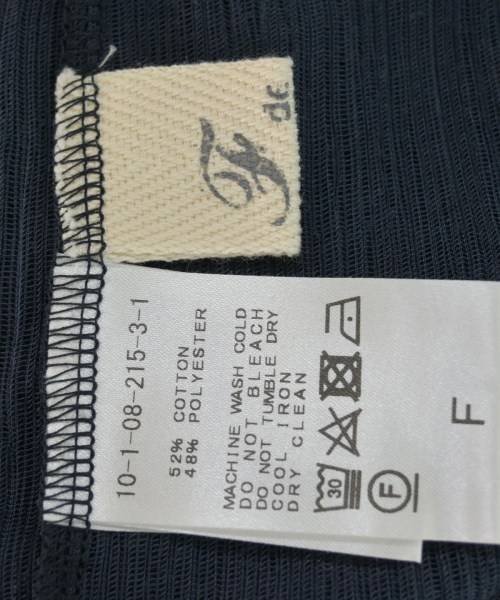 de
10-1-08-215-3-1
52% COTTON
48% POLYESTER
MACHINE WASH COLD
DO NOT BLEACH
DO NOT TUMBLE DRY
COOL IRON
DRY CLEAN
30
F
F